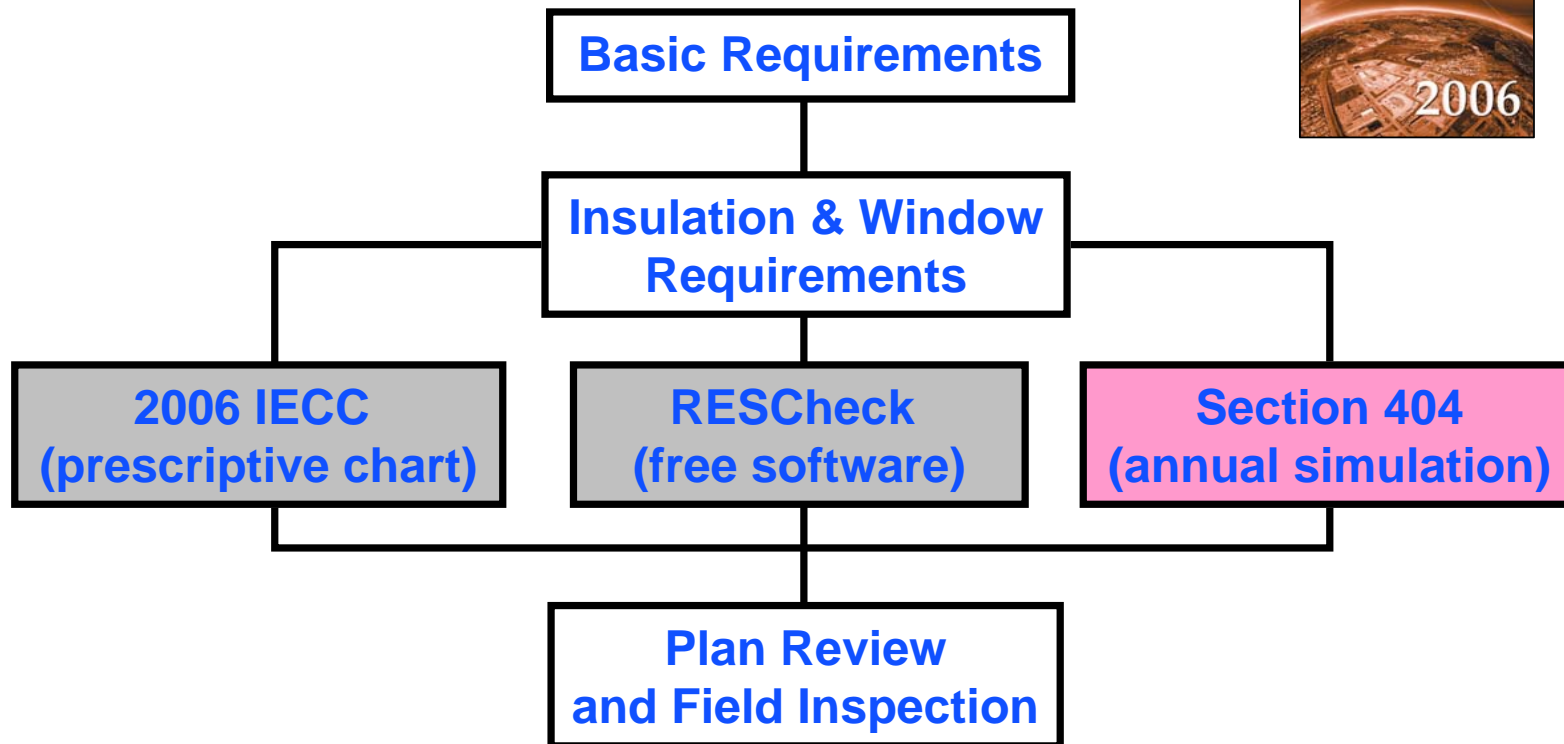 Basic Requirements
2006
Insulation & Window
Requirements
2006 IECC
(prescriptive chart)
RESCheck
(free software)
Section 404
(annual simulation)
Plan Review
and Field Inspection